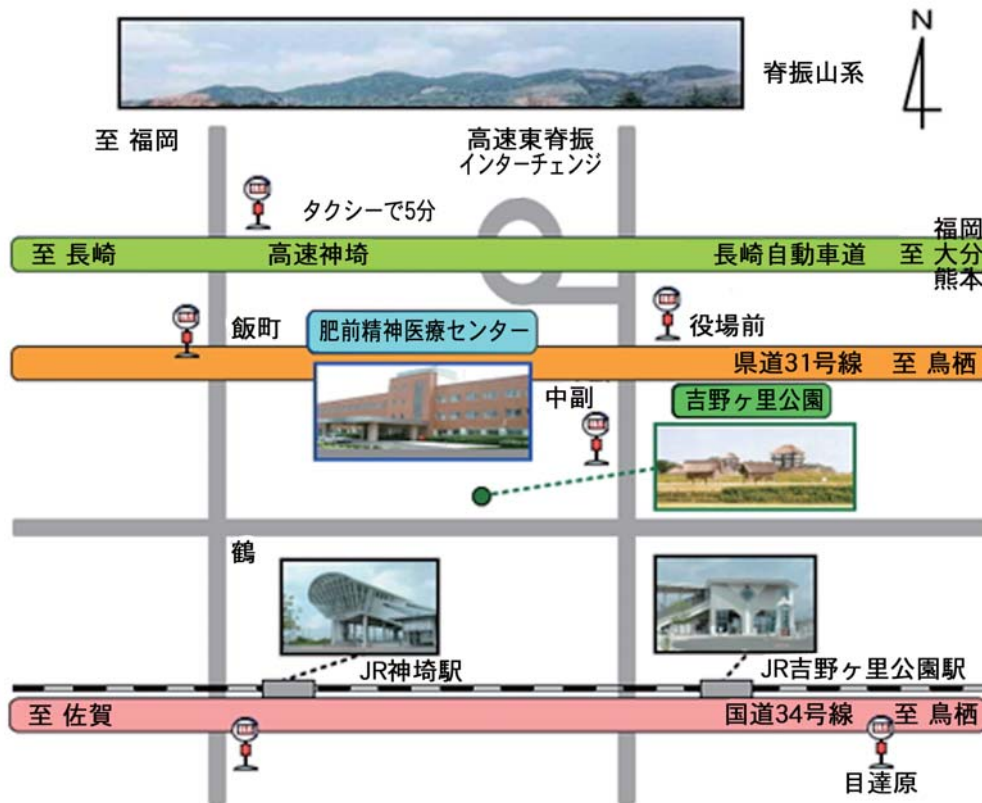 N
脊振山系
至 福岡
高速東脊振
インターチェンジ
タクシーで5分
至 長崎
高速神埼
長崎自動車道
至
福岡
大分
熊本
飯町
肥前精神医療センター
役場前
県道31号線
至 鳥栖
中副
吉野ヶ里公園
鶴
JR神埼駅
JR吉野ヶ里公園駅
至 佐賀
国道34号線
至 鳥栖
目達原